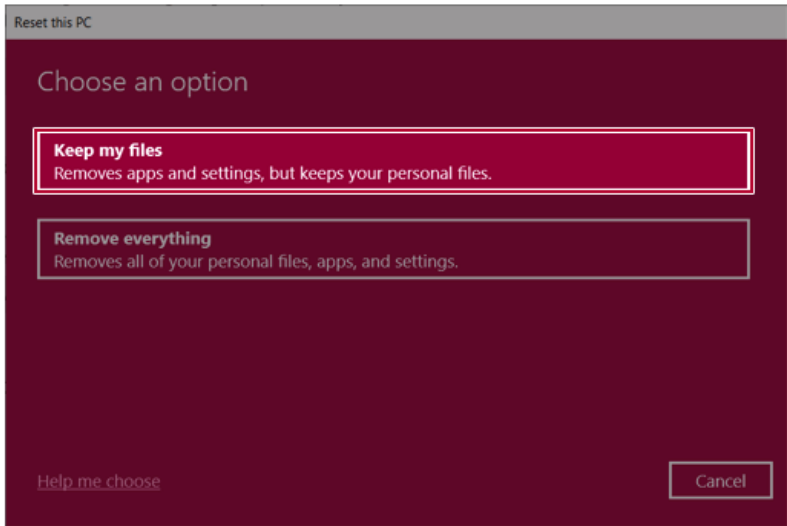 Reset this PC
Choose an option
Keep my files
Removes apps and settings, but keeps your personal files.
Remove everything
Removes all of your personal files, apps, and settings.
Help me choose
Cancel